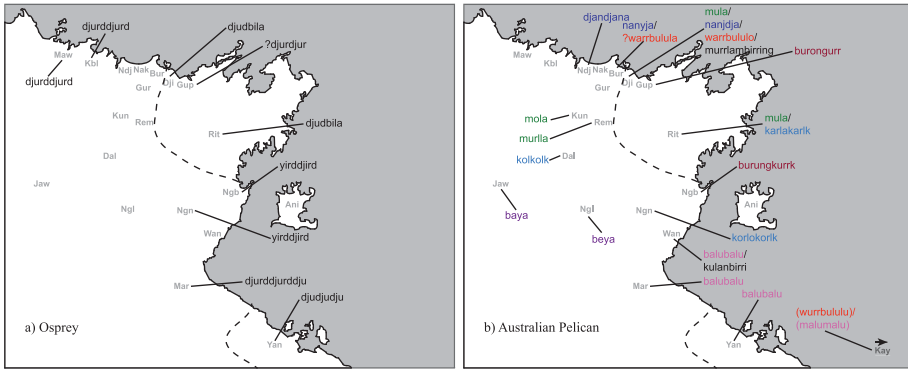 djurddjurd
djudbila
?djurdjur
Maw
Kbl
djurddjurd
Ndj
Nak
Bur
Dji
Gur
Gup
Kun
Rem
Rit
djudbila
Dal
yirddjird
Jaw
Ngb
Ngl
Ngn
Ani
Wan
yirddjird
Mar
djurddjurddju
djudjudju
a) Osprey
Yan
djandjana
nanyja/
?warrbulula
mula/
nanjdja/
warrbululo/
murrlambirring
burongurr
Maw
Kbl
Ndj
Nak
Bur
Dji
Gur
Gup
mola
Kun
Rem
murlla
Rit
mula/
karlakarlk
kolkolk
Dal
burungkurrk
Jaw
Ngb
baya
Ngl
beya
Ngn
Ani
korlokorlk
Wan
balubalu/
kulanbirri
Mar
balubalu
balubalu
(wurrbululu)/
(malumalu)
b) Australian Pelican
Yan
Kay